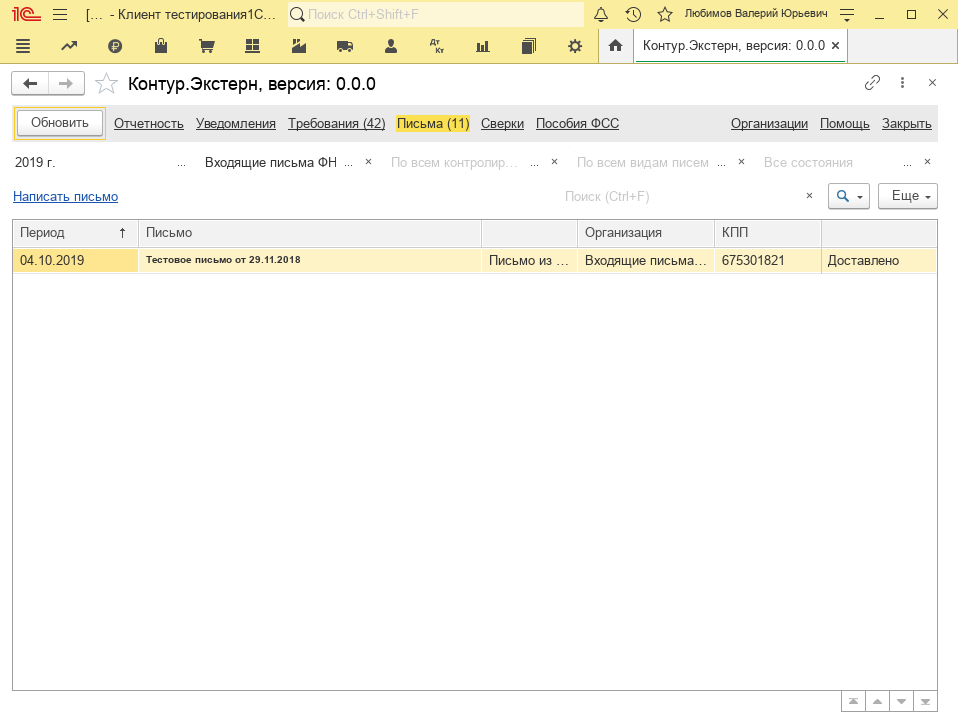 1С [... - Клиент тестирования1С... Поиск Ctrl+Shift+F Любимов Валерий Юрьевич
Дт Кт Контур.Экстерн, версия: 0.0.0 ×
Контур.Экстерн, версия: 0.0.0
Обновить Отчетность Уведомления Требования (42) Письма (11) Сверки Пособия ФСС Организации Помощь Закрыть
2019 г. ... Входящие письма ФН ... × По всем контролир... ... × По всем видам писем ... × Все состояния ... ×
Написать письмо Поиск (Ctrl+F) × Еще
Период ↑ Письмо Организация КПП
04.10.2019 Тестовое письмо от 29.11.2018 Письмо из ... Входящие письма... 675301821 Доставлено